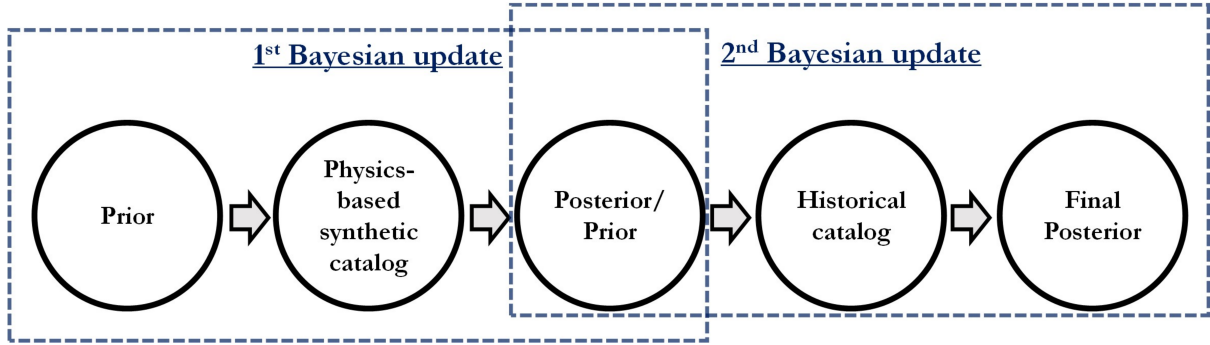 1st Bayesian update
2nd Bayesian update
Prior
Physics-
based
synthetic
catalog
Posterior/
Prior
Historical
catalog
Final
Posterior